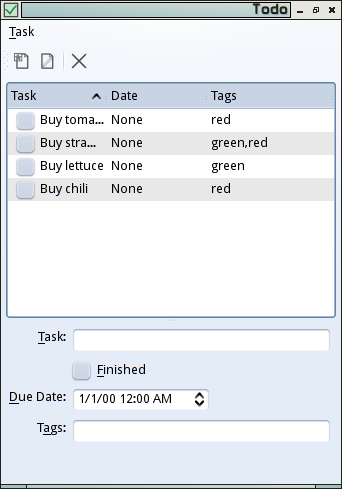 Todo
Task
Task Date Tags
Buy toma... None red
Buy stra... None green,red
Buy lettuce None green
Buy chili None red
Task:
Finished
Due Date: 1/1/00 12:00 AM
Tags: